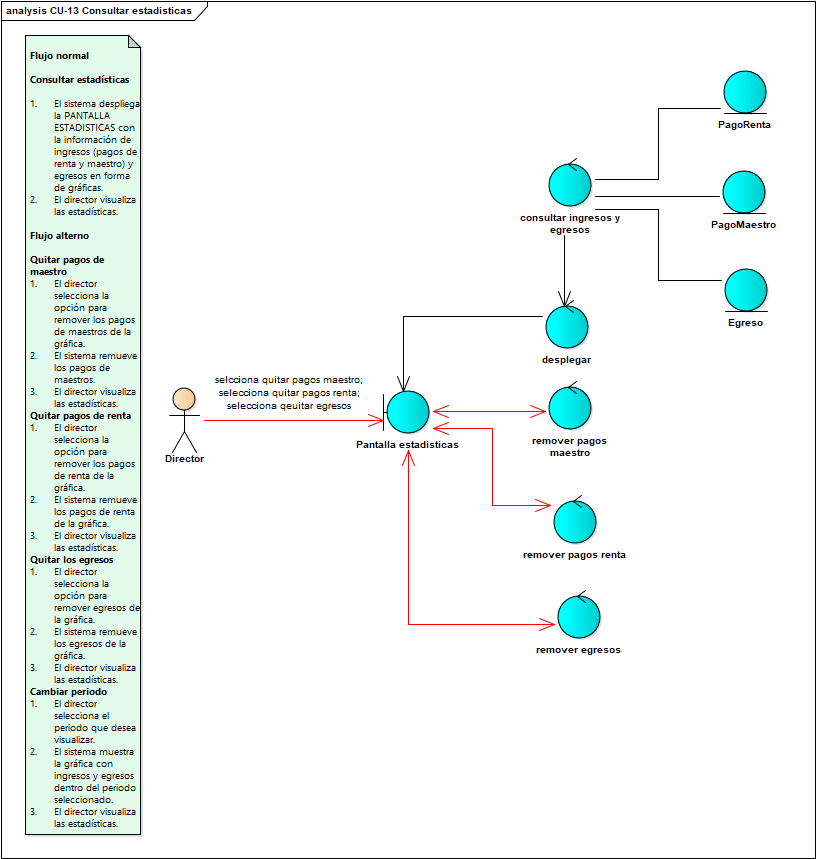 analysis CU-13 Consultar estadisticas
Flujo normal
Consultar estadísticas
1. El sistema despliega
la PANTALLA
ESTADISTICAS con
la información de
ingresos (pagos de
renta y maestro) y
egresos en forma
de gráficas.
2. El director visualiza
las estadísticas.
Flujo alterno
Quitar pagos de
maestro
1. El director
selecciona la
opción para
remover los pagos
de maestros de la
gráfica.
2. El sistema remueve
los pagos de
maestros.
3. El director visualiza
las estadísticas.
Quitar pagos de renta
1. El director
selecciona la
opción para
remover los pagos
de renta de la
gráfica.
2. El sistema remueve
los pagos de renta
de la gráfica.
3. El director visualiza
las estadísticas.
Quitar los egresos
1. El director
selecciona la
opción para
remover egresos de
la gráfica.
2. El sistema remueve
los egresos de la
gráfica.
3. El director visualiza
las estadísticas.
Cambiar periodo
1. El director
selecciona el
periodo que desea
visualizar.
2. El sistema muestra
la gráfica con
ingresos y egresos
dentro del periodo
seleccionado.
3. El director visualiza
las estadísticas.
Director
selcciona quitar pagos maestro;
selecciona quitar pagos renta;
selecciona qeuitar egresos
Pantalla estadisticas
consultar ingresos y
egresos
desplegar
remover pagos
maestro
remover pagos renta
remover egresos
PagoRenta
PagoMaestro
Egreso